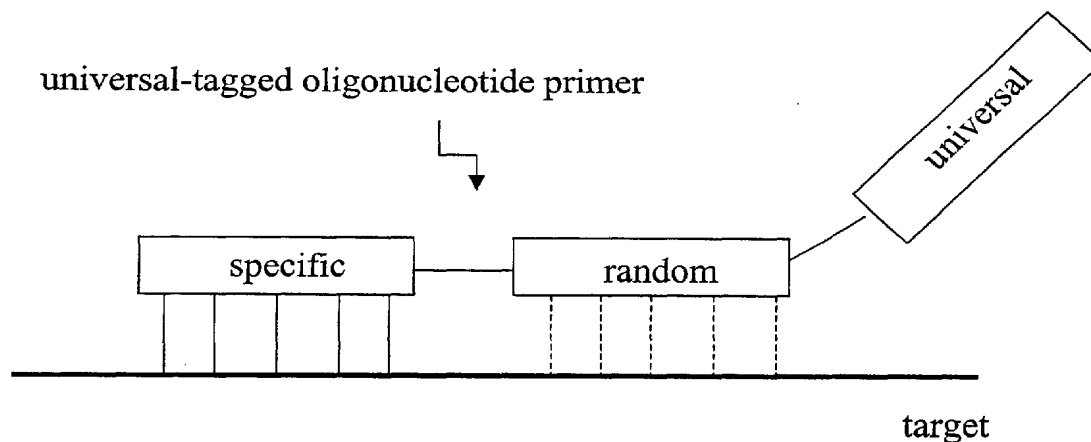 universal-tagged oligonucleotide primer
universal
specific
random
target